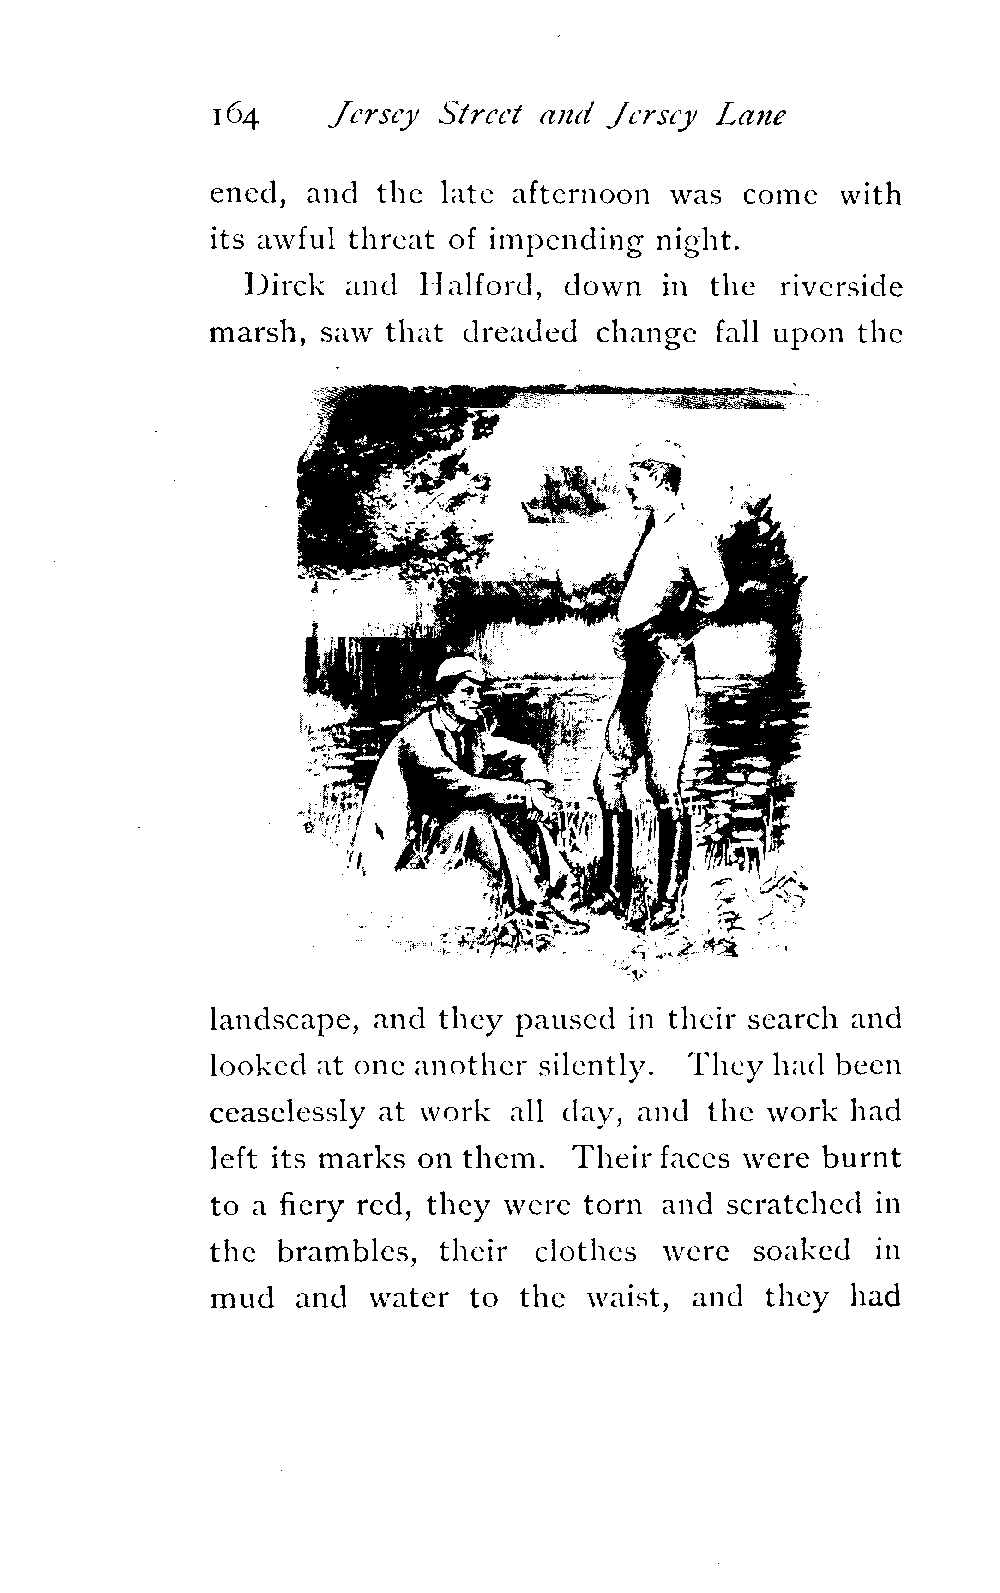 164 Jersey Street and Jersey Lane
ened, and the late afternoon was come with
its awful threat of impending night.
Dirck and Halford, down in the riverside
marsh, saw that dreaded change fall upon the
landscape, and they paused in their search and
looked at one another silently. They had been
ceaselessly at work all day, and the work had
left its marks on them. Their faces were burnt
to a fiery red, they were torn and scratched in
the brambles, their clothes were soaked in
mud and water to the waist, and they had